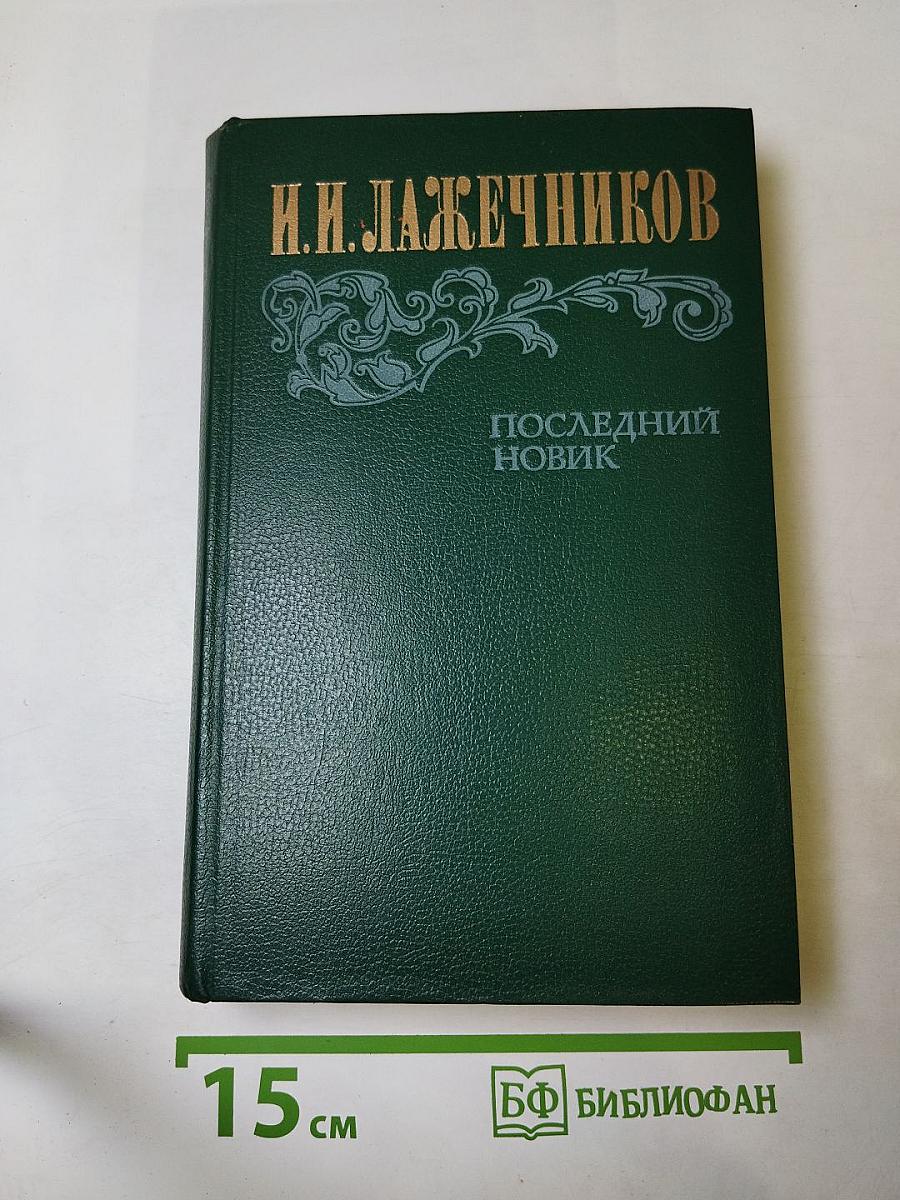 И.И.ЛАЖЕЧНИКОВ
ПОСЛЕДНИЙ
НОВИК
15 см
БФ БИБЛИОФАН